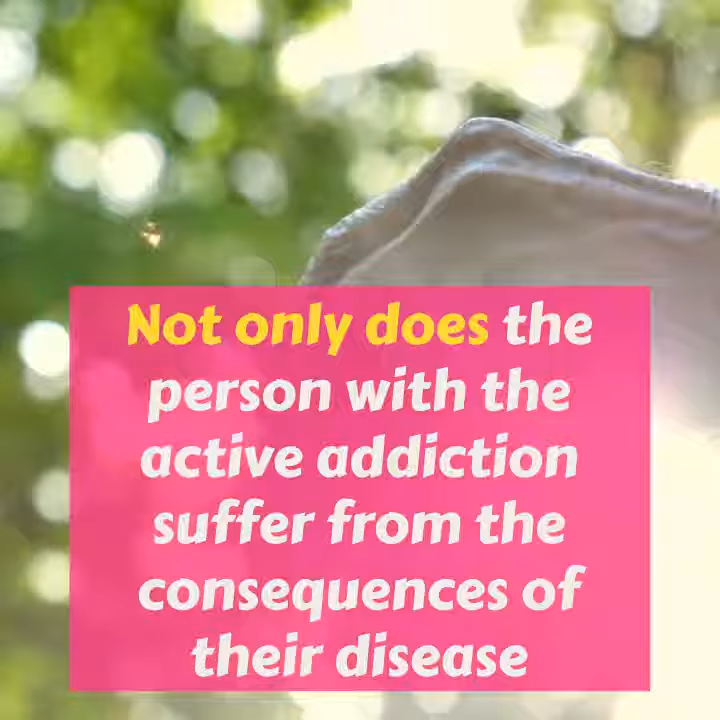 Not only does the
person with the
active addiction
suffer from the
consequences of
their disease